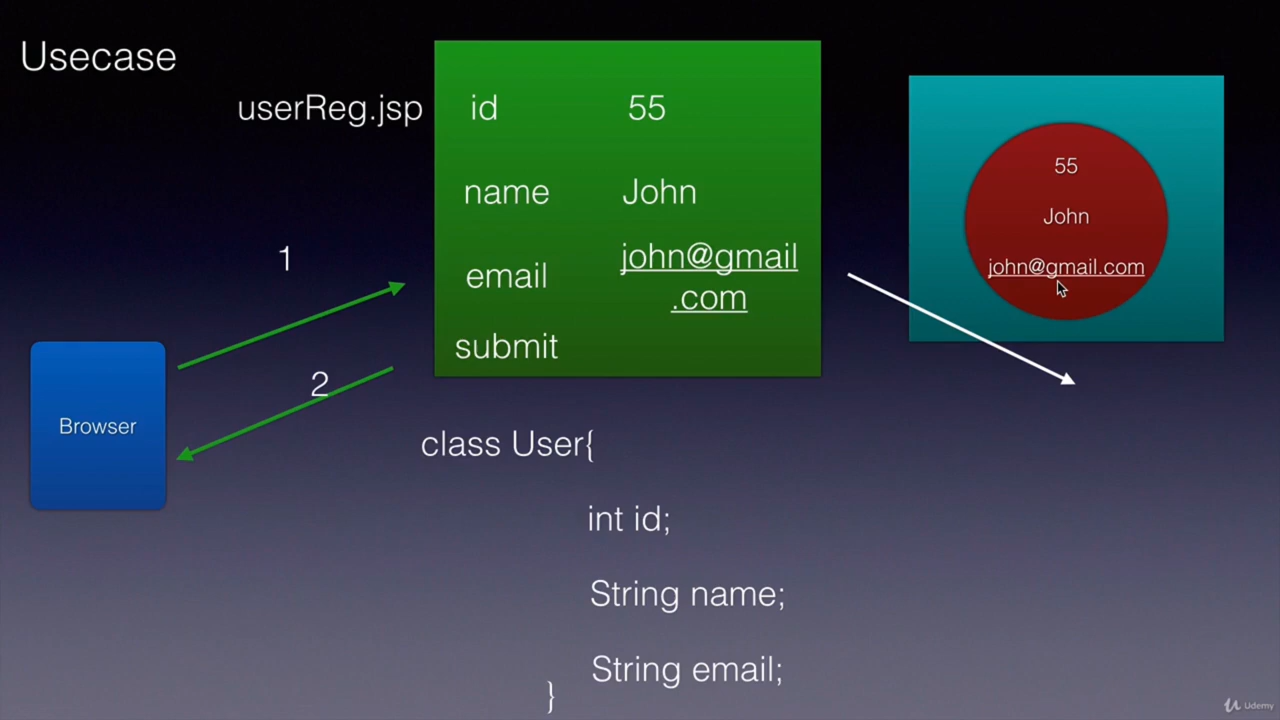 Usecase
userReg.jsp
id 55
name John
email john@gmail
.com
submit
1
2
Browser
55
John
john@gmail.com
class User{
int id;
String name;
String email;
}
Udemy